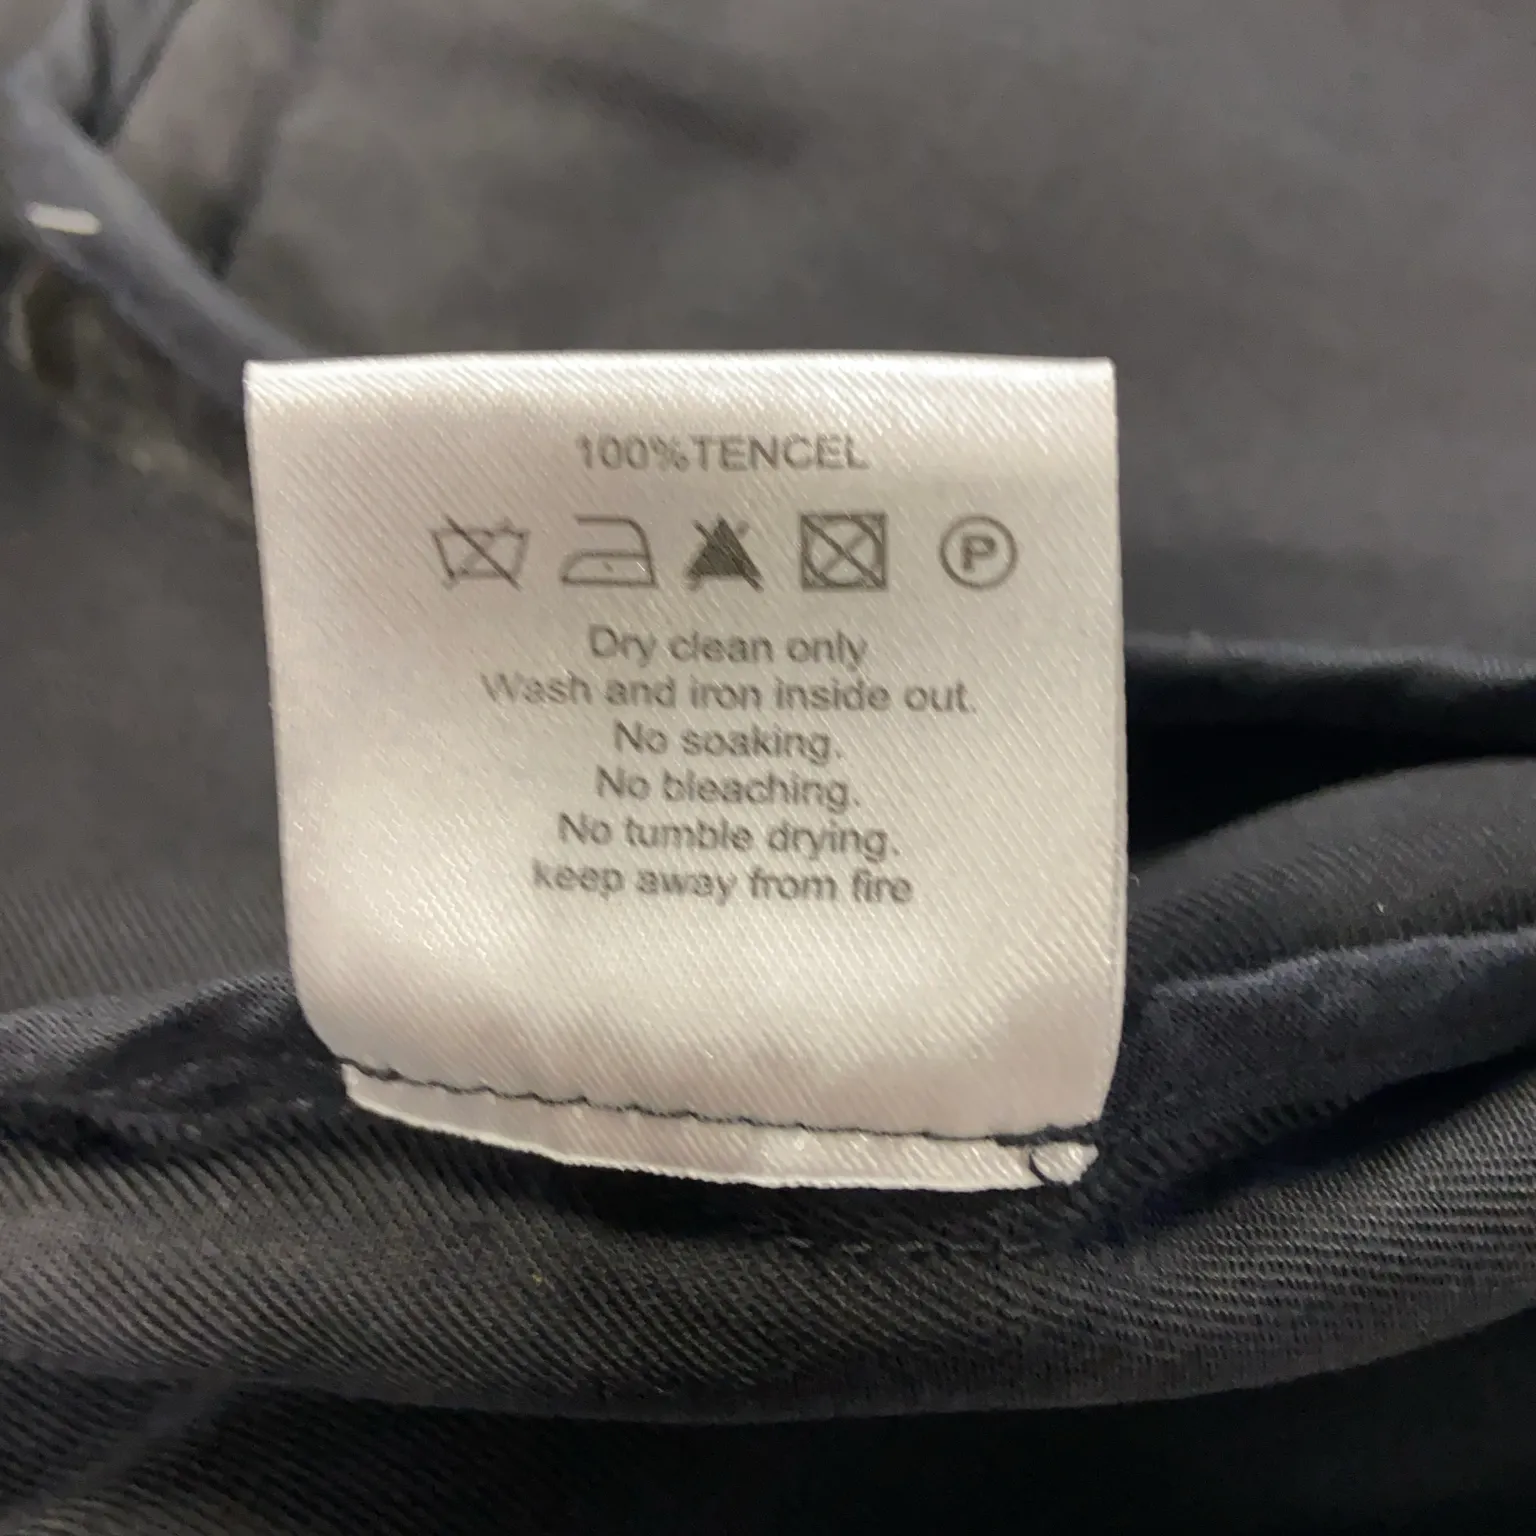 100%TENCEL
P
Dry clean only
Wash and iron inside out.
No soaking.
No bleaching.
No tumble drying.
keep away from fire